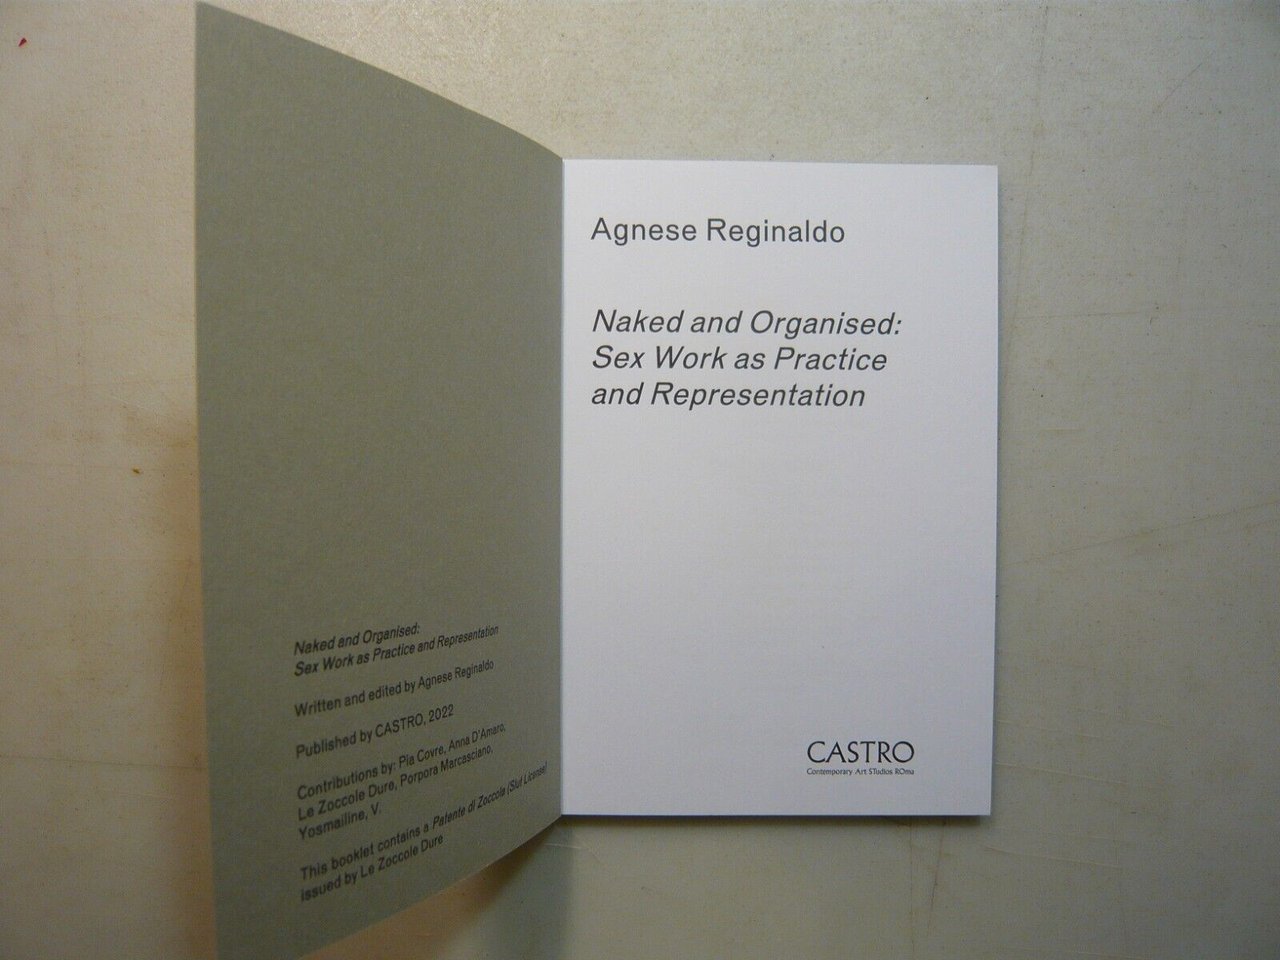 Naked and Organised:
Sex Work as Practice and Representation
Written and edited by Agnese Reginaldo
Published by CASTRO, 2022
Contributions by: Pia Covre, Anna D'Amaro,
Le Zoccole Dure, Porpora Marcasciano,
Yosmailine, V.
This booklet contains a Patente di Zoccola (Slut License)
issued by Le Zoccole Dure
Agnese Reginaldo
Naked and Organised:
Sex Work as Practice
and Representation
CASTRO
Contemporary Art STudios ROma